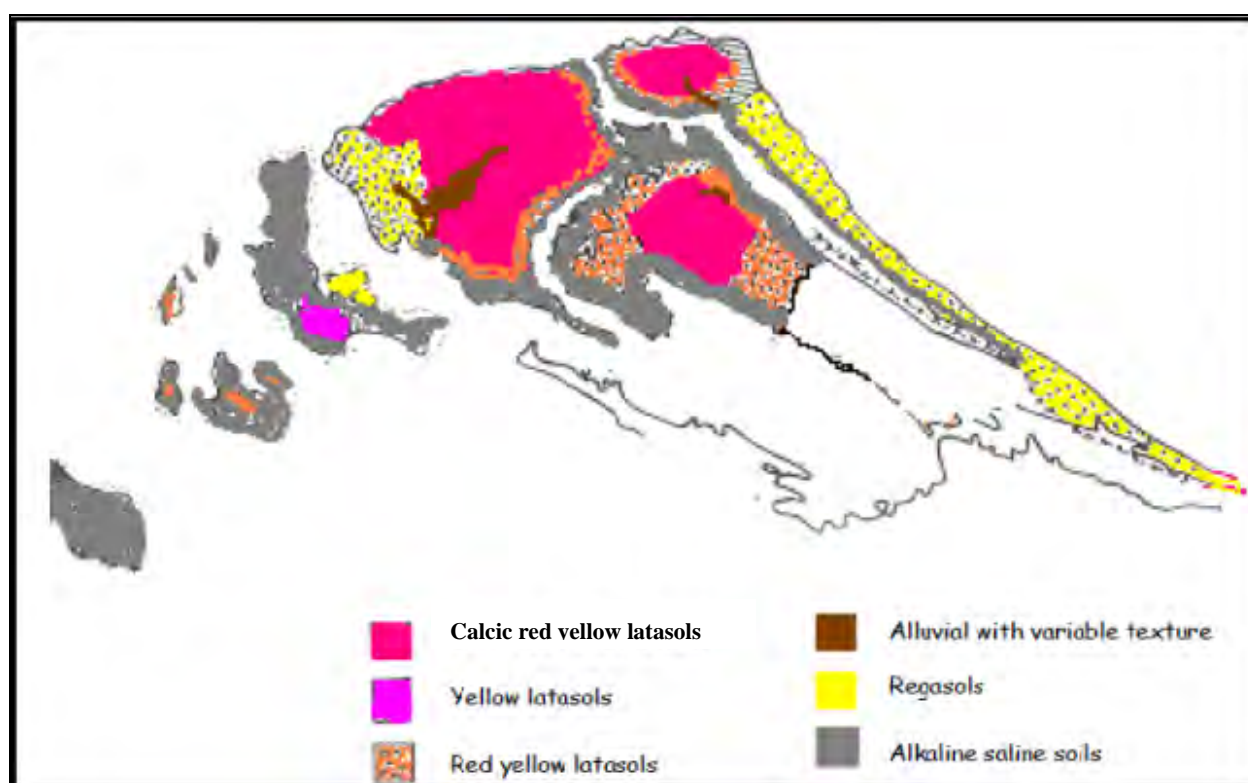 Calcic red yellow latasols
Yellow latasols
Red yellow latasols
Alluvial with variable texture
Regasols
Alkaline saline soils